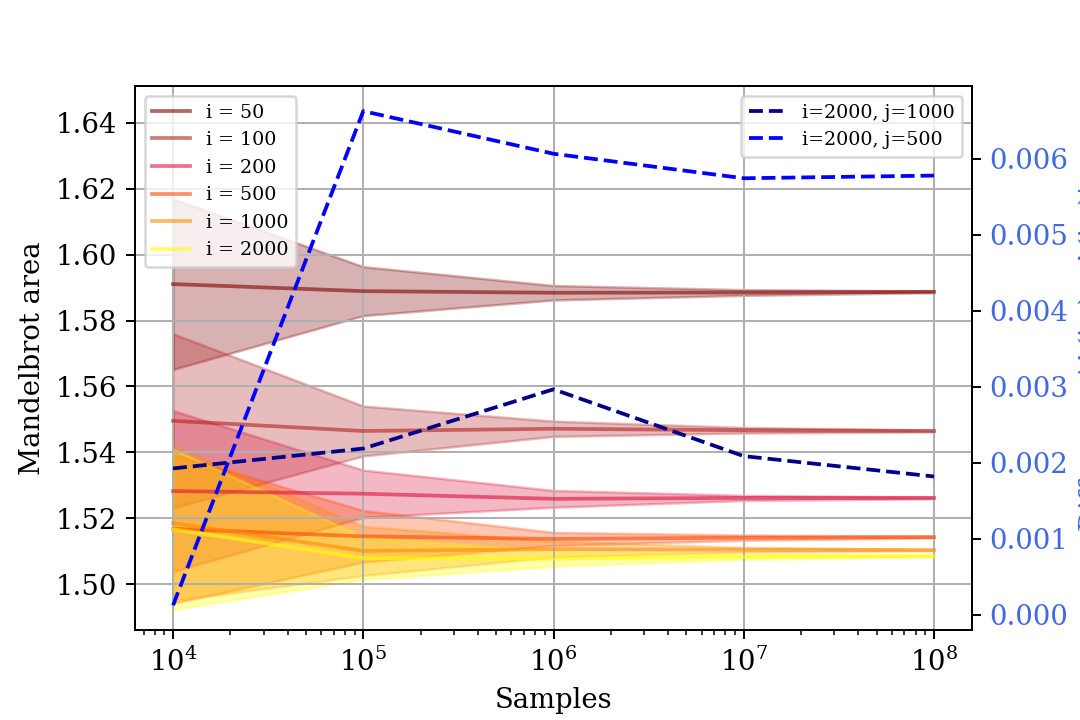 i = 50
i = 100
i = 200
i = 500
i = 1000
i = 2000
i=2000, j=1000
i=2000, j=500
Mandelbrot area
1.64
1.62
1.60
1.58
1.56
1.54
1.52
1.50
0.006
0.005
0.004
0.003
0.002
0.001
0.000
10⁴
10⁵
10⁶
10⁷
10⁸
Samples